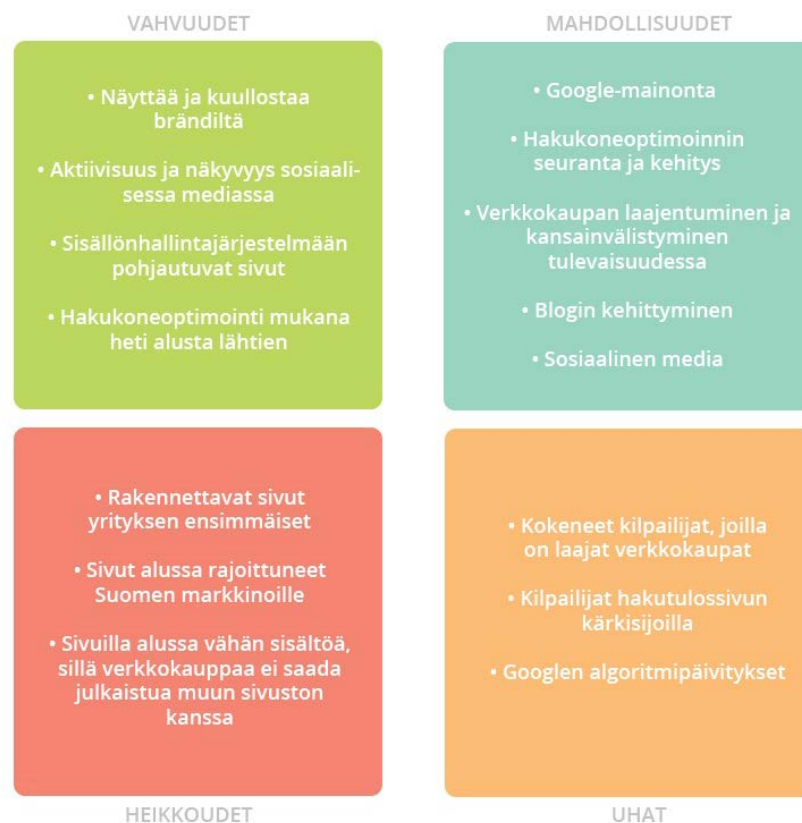 VAHVUUDET
• Näyttää ja kuullostaa
brändiltä
• Aktiivisuus ja näkyvyys sosiaali-
sessa mediassa
• Sisällönhallintajärjestelmään
pohjautuvat sivut
• Hakukoneoptimointi mukana
heti alusta lähtien
MAHDOLLISUUDET
• Google-mainonta
• Hakukoneoptimoinnin
seuranta ja kehitys
• Verkkokaupan laajentuminen ja
kansainvälistyminen
tulevaisuudessa
• Blogin kehittyminen
• Sosiaalinen media
• Rakennettavat sivut
yrityksen ensimmäiset
• Sivut alussa rajoittuneet
Suomen markkinoille
• Sivuilla alussa vähän sisältöä,
sillä verkkokauppaa ei saada
julkaistua muun sivuston
kanssa
HEIKKOUDET
• Kokeneet kilpailijat, joilla
on laajat verkkokaupat
• Kilpailijat hakutulossivun
kärkisijoilla
• Googlen algoritmipäivitykset
UHAT